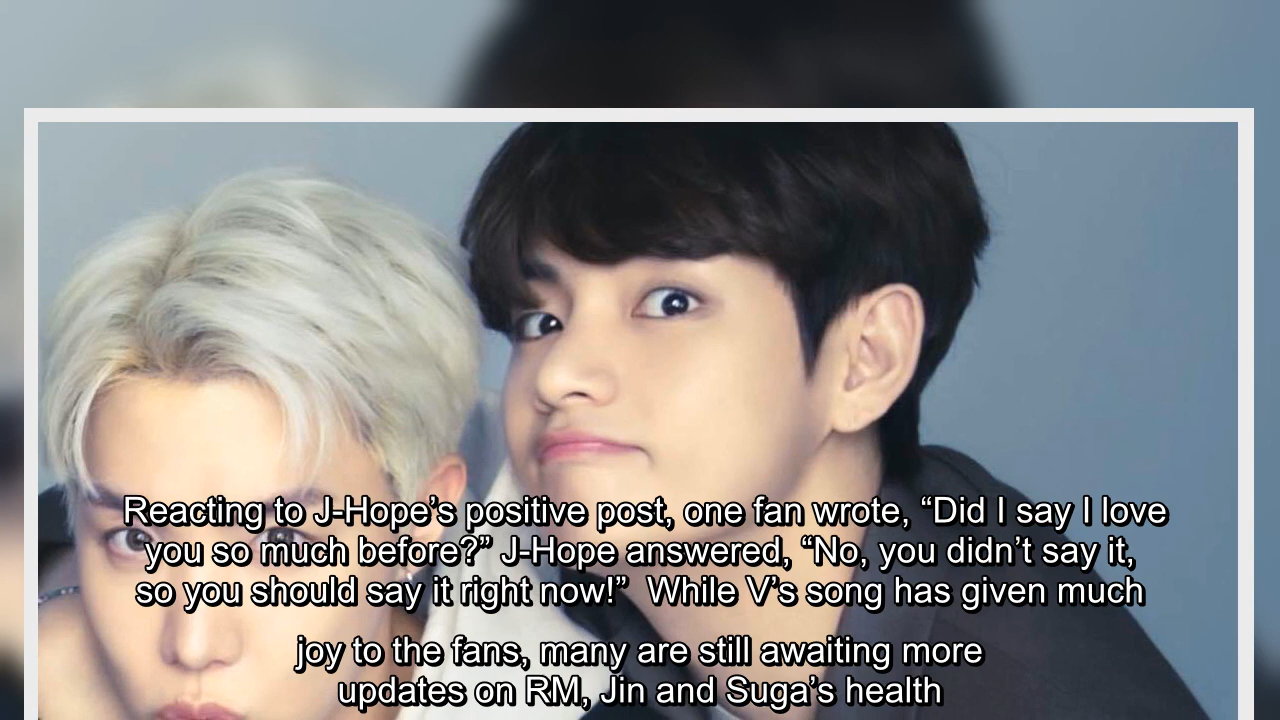 Reacting to J-Hope’s positive post, one fan wrote, “Did I say I love
you so much before?” J-Hope answered, “No, you didn’t say it,
so you should say it right now!”  While V’s song has given much
joy to the fans, many are still awaiting more
updates on RM, Jin and Suga’s health